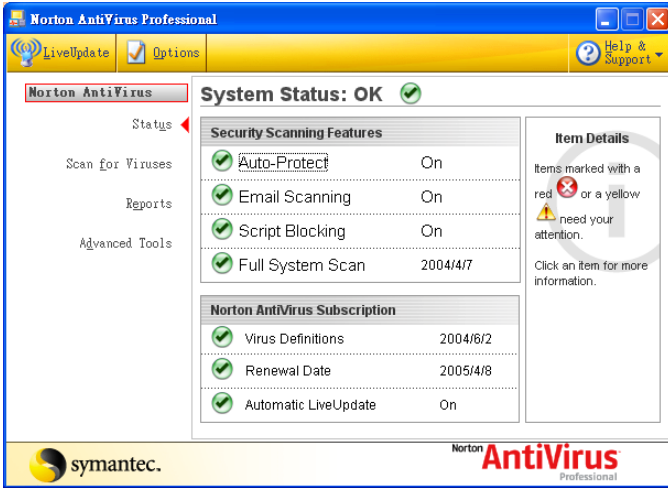 Norton AntiVirus Professional
LiveUpdate
Options
Help & Support
Norton AntiVirus
Status
Scan for Viruses
Reports
Advanced Tools
System Status: OK
Security Scanning Features
Auto-Protect On
Email Scanning On
Script Blocking On
Full System Scan 2004/4/7
Norton AntiVirus Subscription
Virus Definitions 2004/6/2
Renewal Date 2005/4/8
Automatic LiveUpdate On
Item Details
Items marked with a
red or a yellow
need your
attention.
Click an item for more
information.
symantec.
Norton AntiVirus
Professional